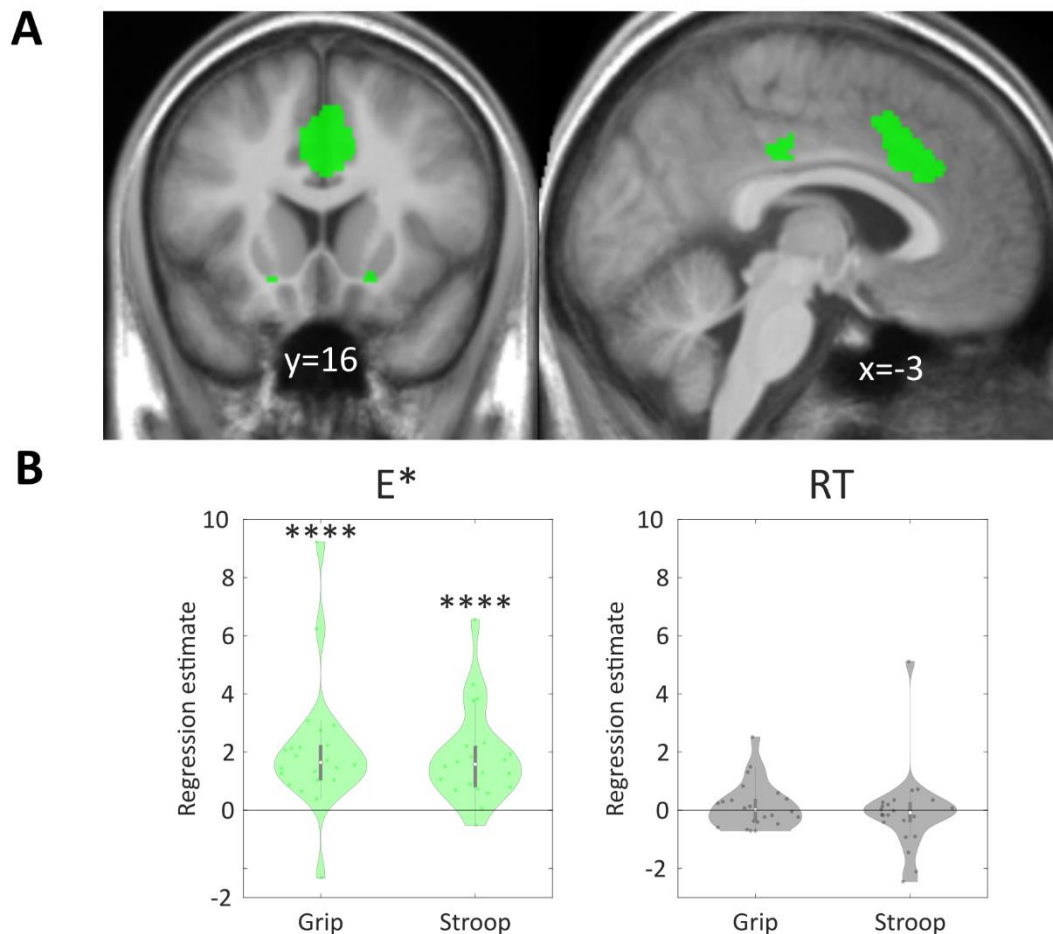 A
y=16
x=-3
B
E*
RT
Regression estimate
10
8
6
4
2
0
-2
****
****
Grip
Stroop
Regression estimate
10
8
6
4
2
0
-2
Grip
Stroop